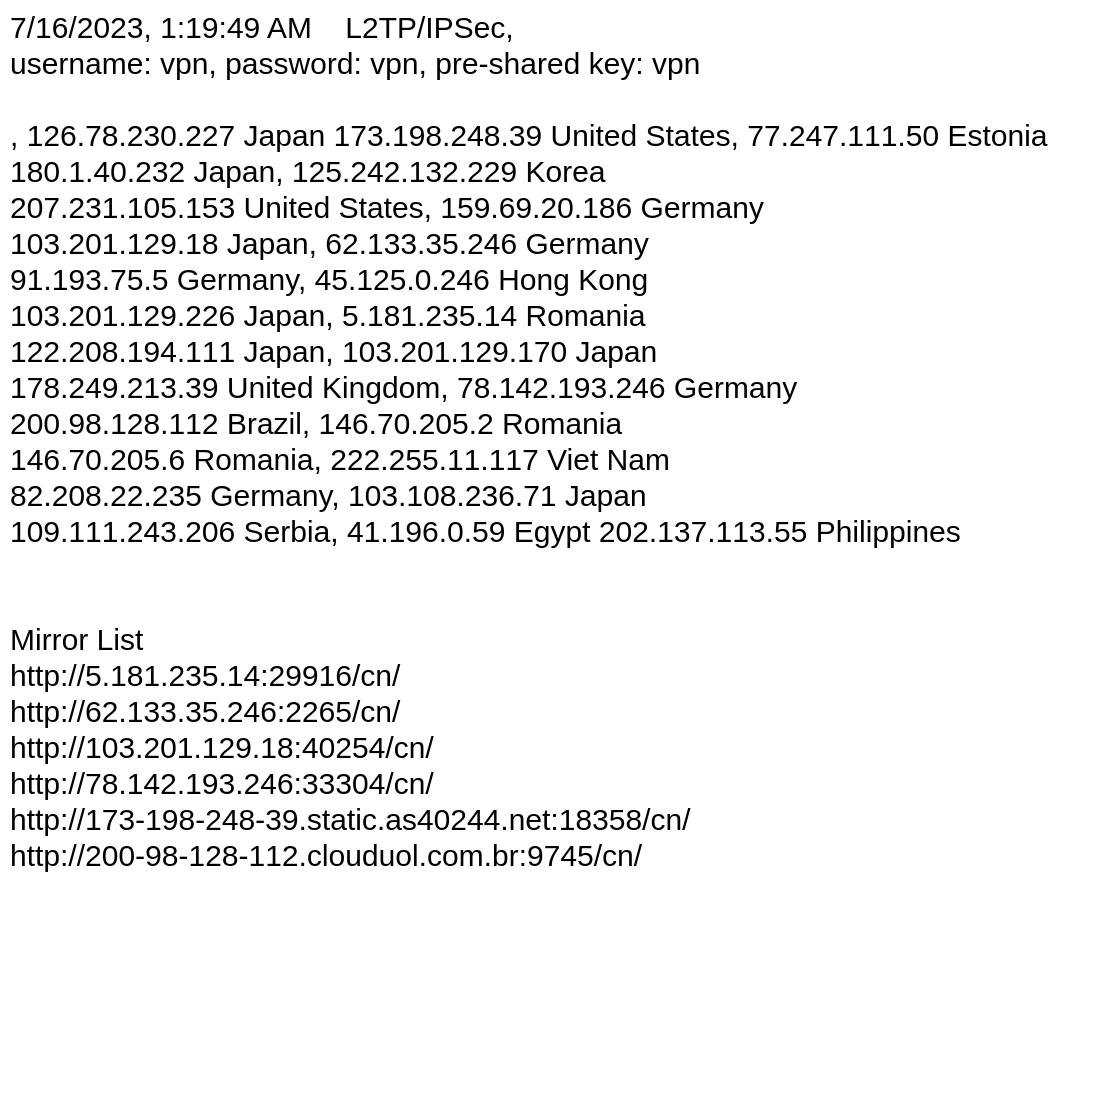 7/16/2023, 1:19:49 AM    L2TP/IPSec,
username: vpn, password: vpn, pre-shared key: vpn
, 126.78.230.227 Japan 173.198.248.39 United States, 77.247.111.50 Estonia
180.1.40.232 Japan, 125.242.132.229 Korea
207.231.105.153 United States, 159.69.20.186 Germany
103.201.129.18 Japan, 62.133.35.246 Germany
91.193.75.5 Germany, 45.125.0.246 Hong Kong
103.201.129.226 Japan, 5.181.235.14 Romania
122.208.194.111 Japan, 103.201.129.170 Japan
178.249.213.39 United Kingdom, 78.142.193.246 Germany
200.98.128.112 Brazil, 146.70.205.2 Romania
146.70.205.6 Romania, 222.255.11.117 Viet Nam
82.208.22.235 Germany, 103.108.236.71 Japan
109.111.243.206 Serbia, 41.196.0.59 Egypt 202.137.113.55 Philippines
Mirror List
http://5.181.235.14:29916/cn/
http://62.133.35.246:2265/cn/
http://103.201.129.18:40254/cn/
http://78.142.193.246:33304/cn/
http://173-198-248-39.static.as40244.net:18358/cn/
http://200-98-128-112.clouduol.com.br:9745/cn/